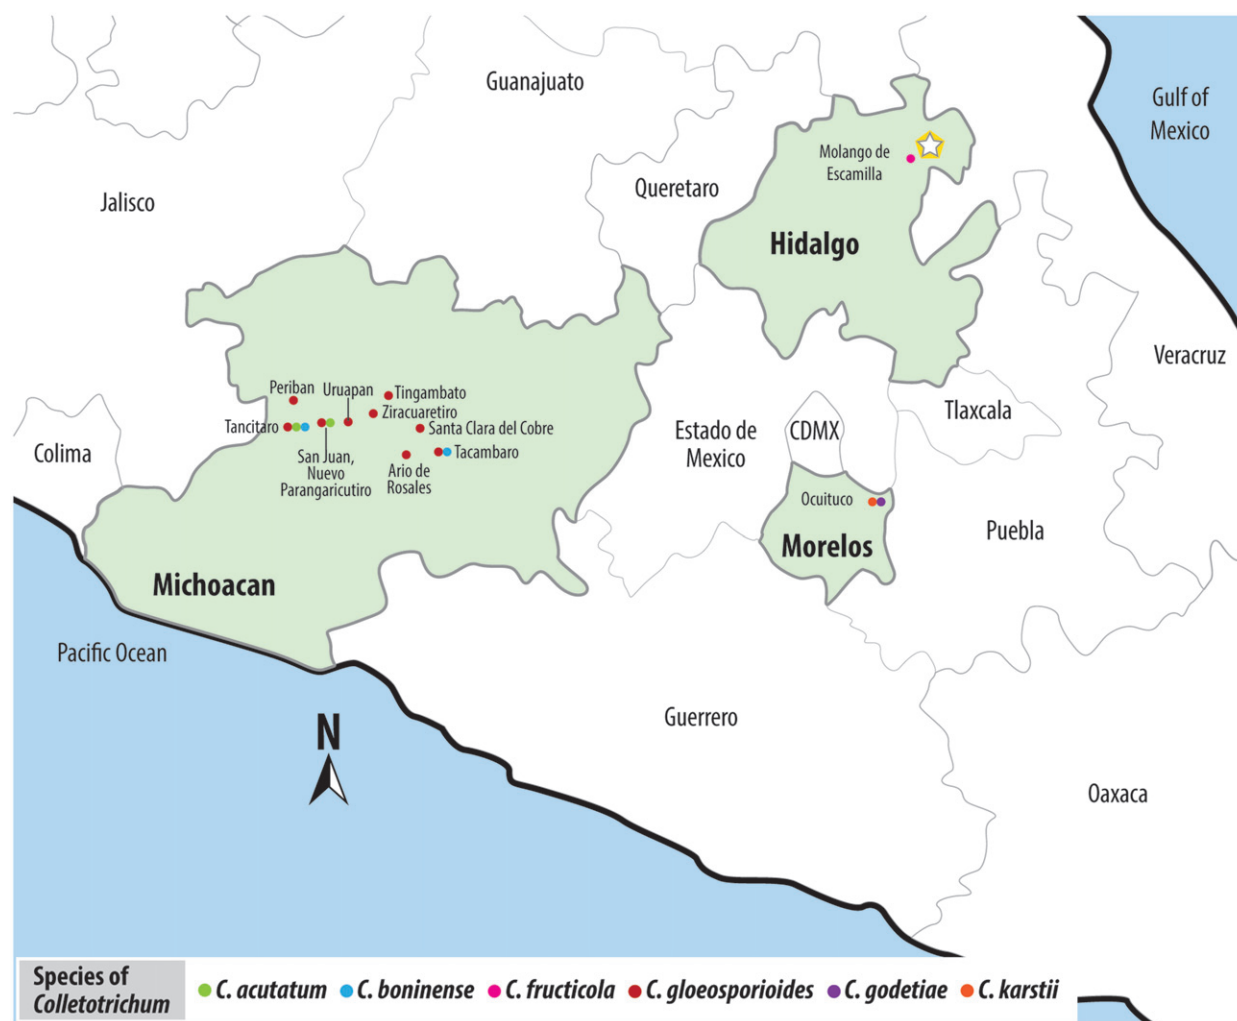 Guanajuato
Gulf of
Mexico
Molango de
Escamilla
Queretaro
Jalisco
Hidalgo
Veracruz
Periban
Uruapan
Tingambato
Ziracuaretiro
Tancitaro
Santa Clara del Cobre
Tlaxcala
Estado de
Mexico
CDMX
Colima
San Juan,
Nuevo
Parangaricutiro
Ario de
Rosales
Tacambaro
Ocuituco
Puebla
Morelos
Michoacan
Pacific Ocean
Guerrero
N
Oaxaca
Species of
Colletotrichum
C. acutatum
C. boninense
C. fructicola
C. gloeosporioides
C. godetiae
C. karstii